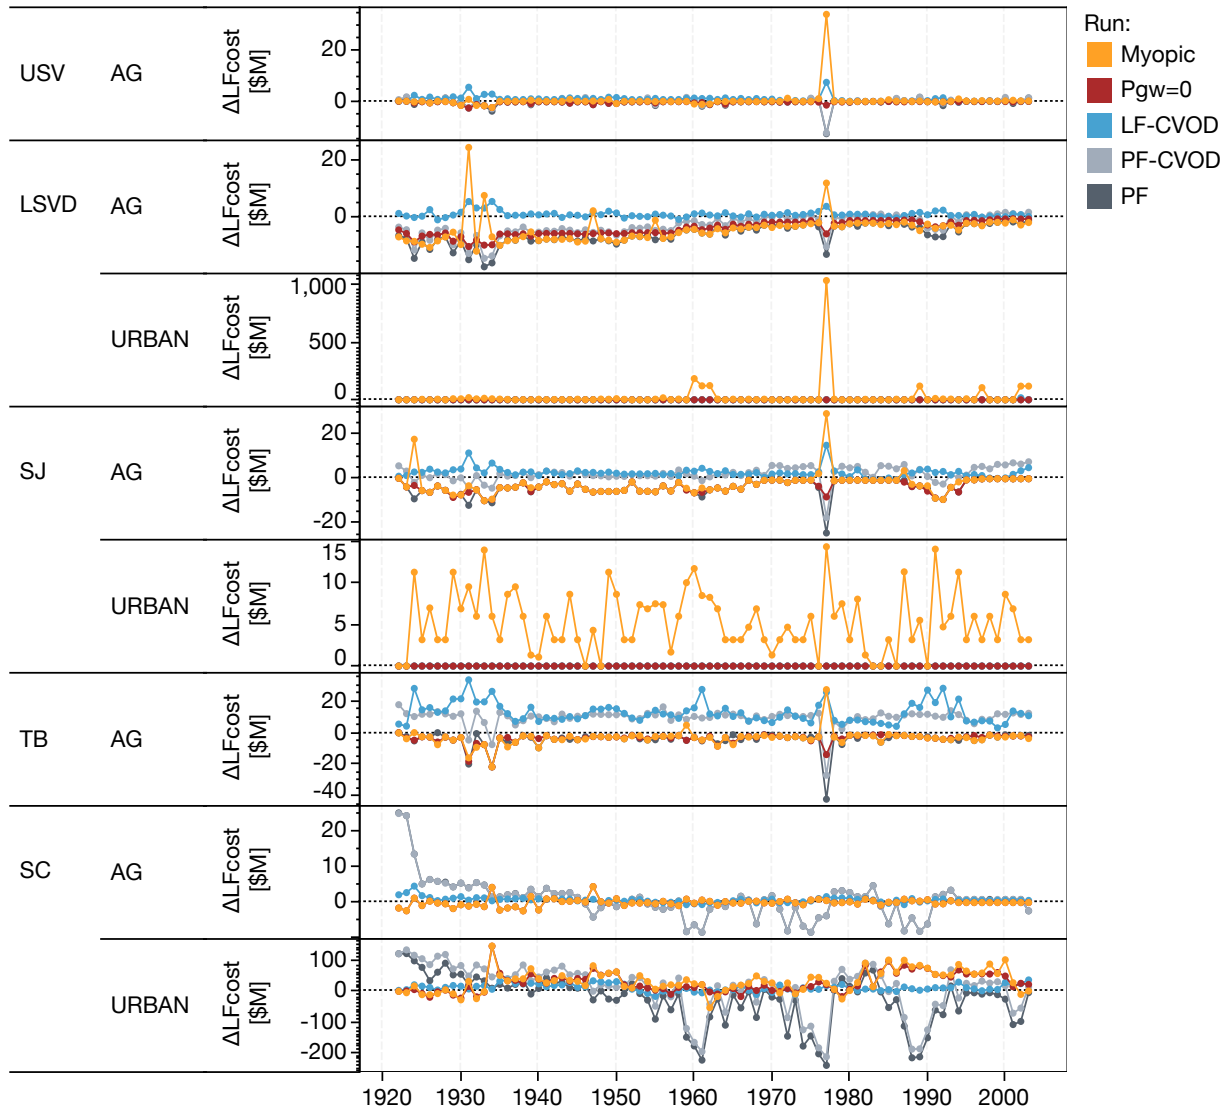 Run:
Myopic
Pgw=0
LF-CVOD
PF-CVOD
PF
USV AG ΔLFcost [$M] 20 0
LSVD AG ΔLFcost [$M] 20 0
URBAN ΔLFcost [$M] 1,000 500 0
SJ AG ΔLFcost [$M] 20 0 -20
URBAN ΔLFcost [$M] 15 10 5 0
TB AG ΔLFcost [$M] 20 0 -20 -40
SC AG ΔLFcost [$M] 20 10 0
URBAN ΔLFcost [$M] 100 0 -100 -200
1920 1930 1940 1950 1960 1970 1980 1990 2000